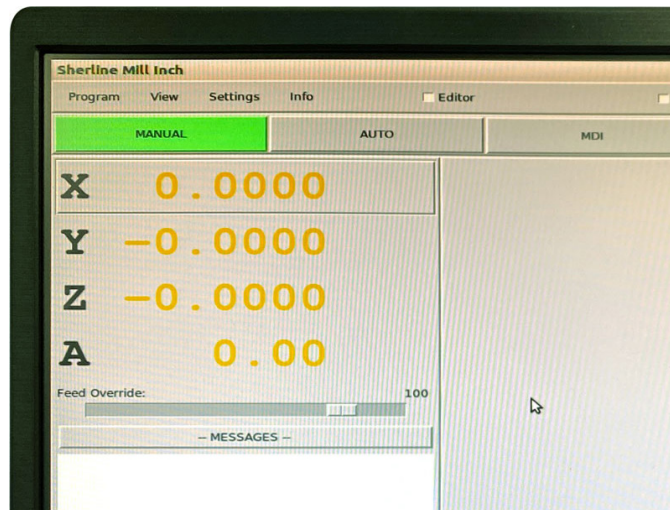 Sherline Mill Inch
Program View Settings Info Editor
MANUAL AUTO MDI
X 0.0000
Y -0.0000
Z -0.0000
A 0.00
Feed Override: 100
-- MESSAGES --